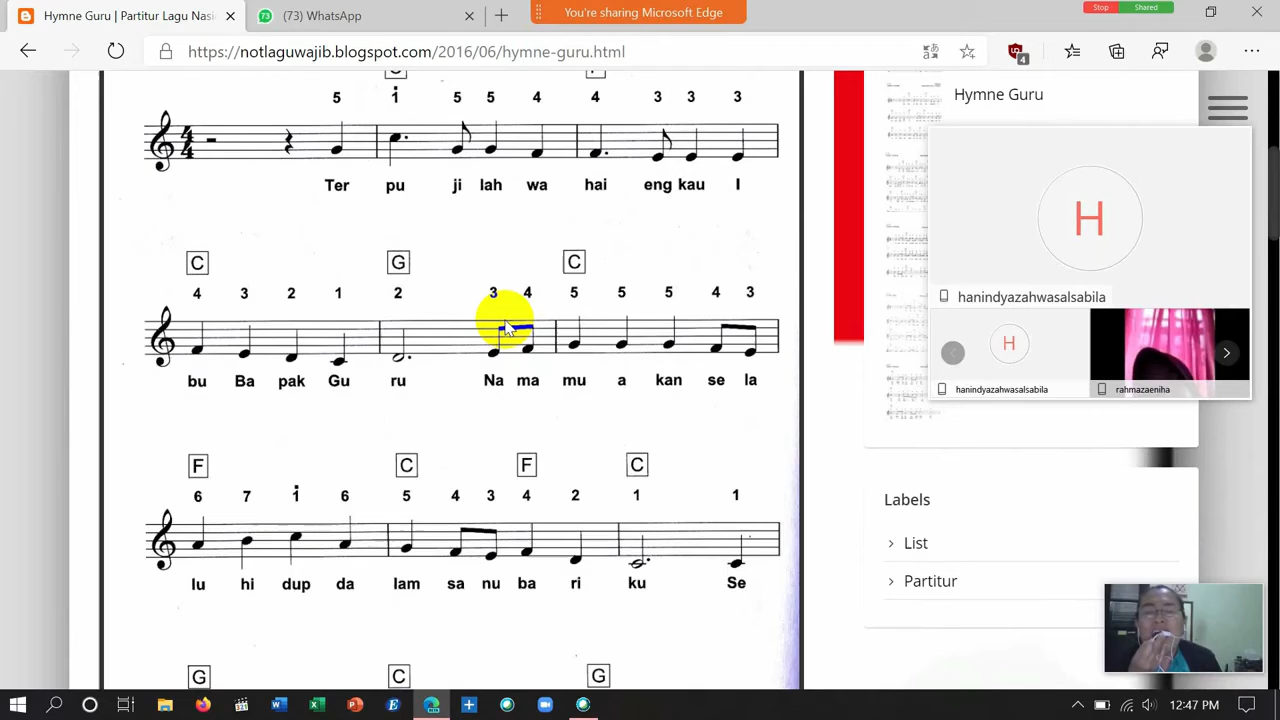 Hymne Guru | Partitur Lagu Nasi
(73) WhatsApp
You're sharing Microsoft Edge
Stop Shared
https://notlaguwajib.blogspot.com/2016/06/hymne-guru.html
4
5 1 5 5 4 4 3 3 3
4
4
Ter pu ji lah wa hai eng kau I
C G C
4 3 2 1 2 3 4 5 5 5 4 3
bu Ba pak Gu ru Na ma mu a kan se la
F C F C
6 7 1 6 5 4 3 4 2 1 1
lu hi dup da lam sa nu ba ri ku Se
G C G
Hymne Guru
H
hanindyazahwasalsabila
H
hanindyazahwasalsabila
rahmazaeniha
Labels
List
Partitur
12:47 PM